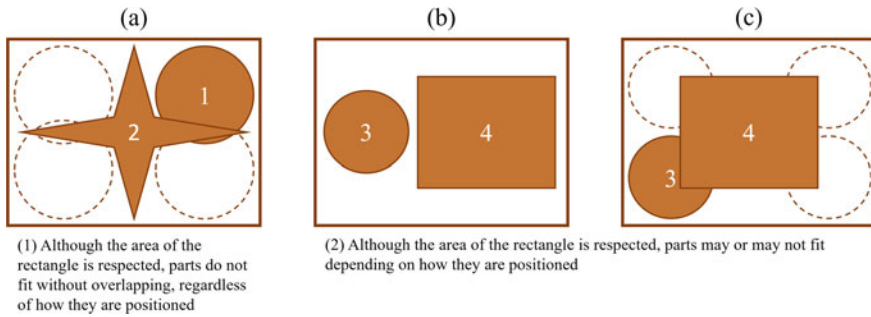 (a)
(b)
(c)
1
2
3
4
4
3
(1) Although the area of the
rectangle is respected, parts do not
fit without overlapping, regardless
of how they are positioned
(2) Although the area of the rectangle is respected, parts may or may not fit
depending on how they are positioned